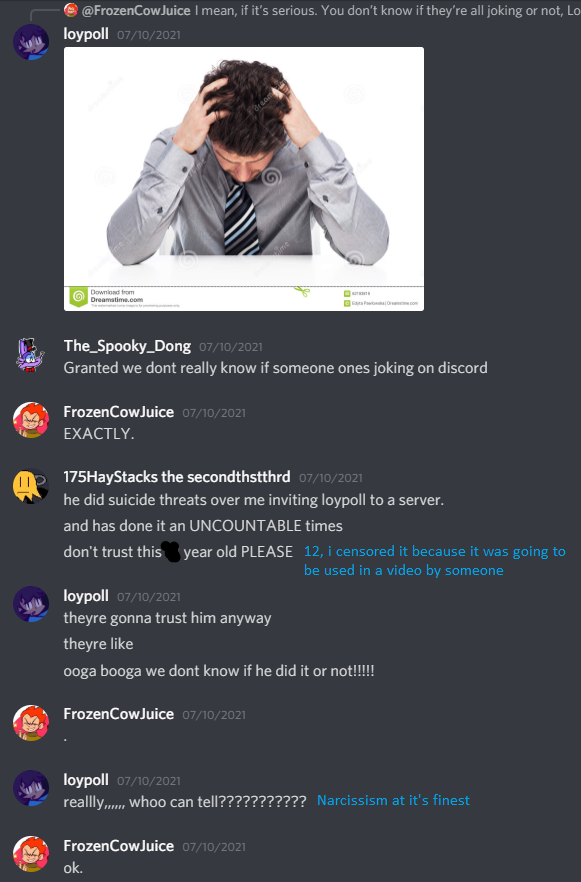 @FrozenCowJuice I mean, if it's serious. You don't know if they're all joking or not, Lo
loypoll 07/10/2021
Download from
Dreamstime.com
The_Spooky_Dong 07/10/2021
Granted we dont really know if someone ones joking on discord
FrozenCowJuice 07/10/2021
EXACTLY.
175HayStacks the secondthstthrd 07/10/2021
he did suicide threats over me inviting loypoll to a server.
and has done it an UNCOUNTABLE times
don't trust this year old PLEASE 12, i censored it because it was going to
be used in a video by someone
loypoll 07/10/2021
theyre gonna trust him anyway
theyre like
ooga booga we dont know if he did it or not!!!!!
FrozenCowJuice 07/10/2021
.
loypoll 07/10/2021
reallly,,,,,, whoo can tell??????????? Narcissism at it's finest
FrozenCowJuice 07/10/2021
ok.